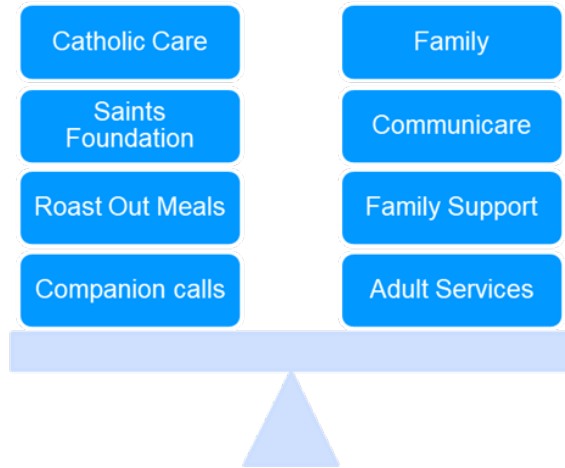 Catholic Care
Family
Saints
Foundation
Communicare
Roast Out Meals
Family Support
Companion calls
Adult Services